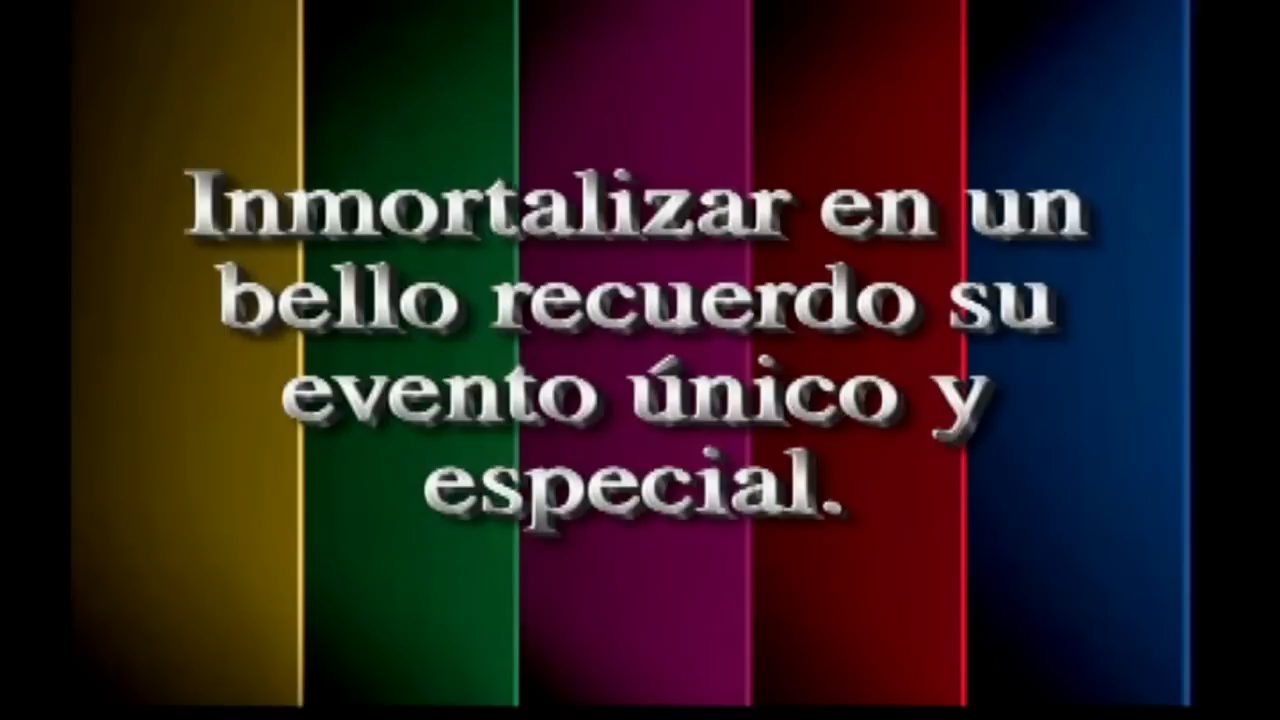 Inmortalizar en un
bello recuerdo su
evento único y
especial.